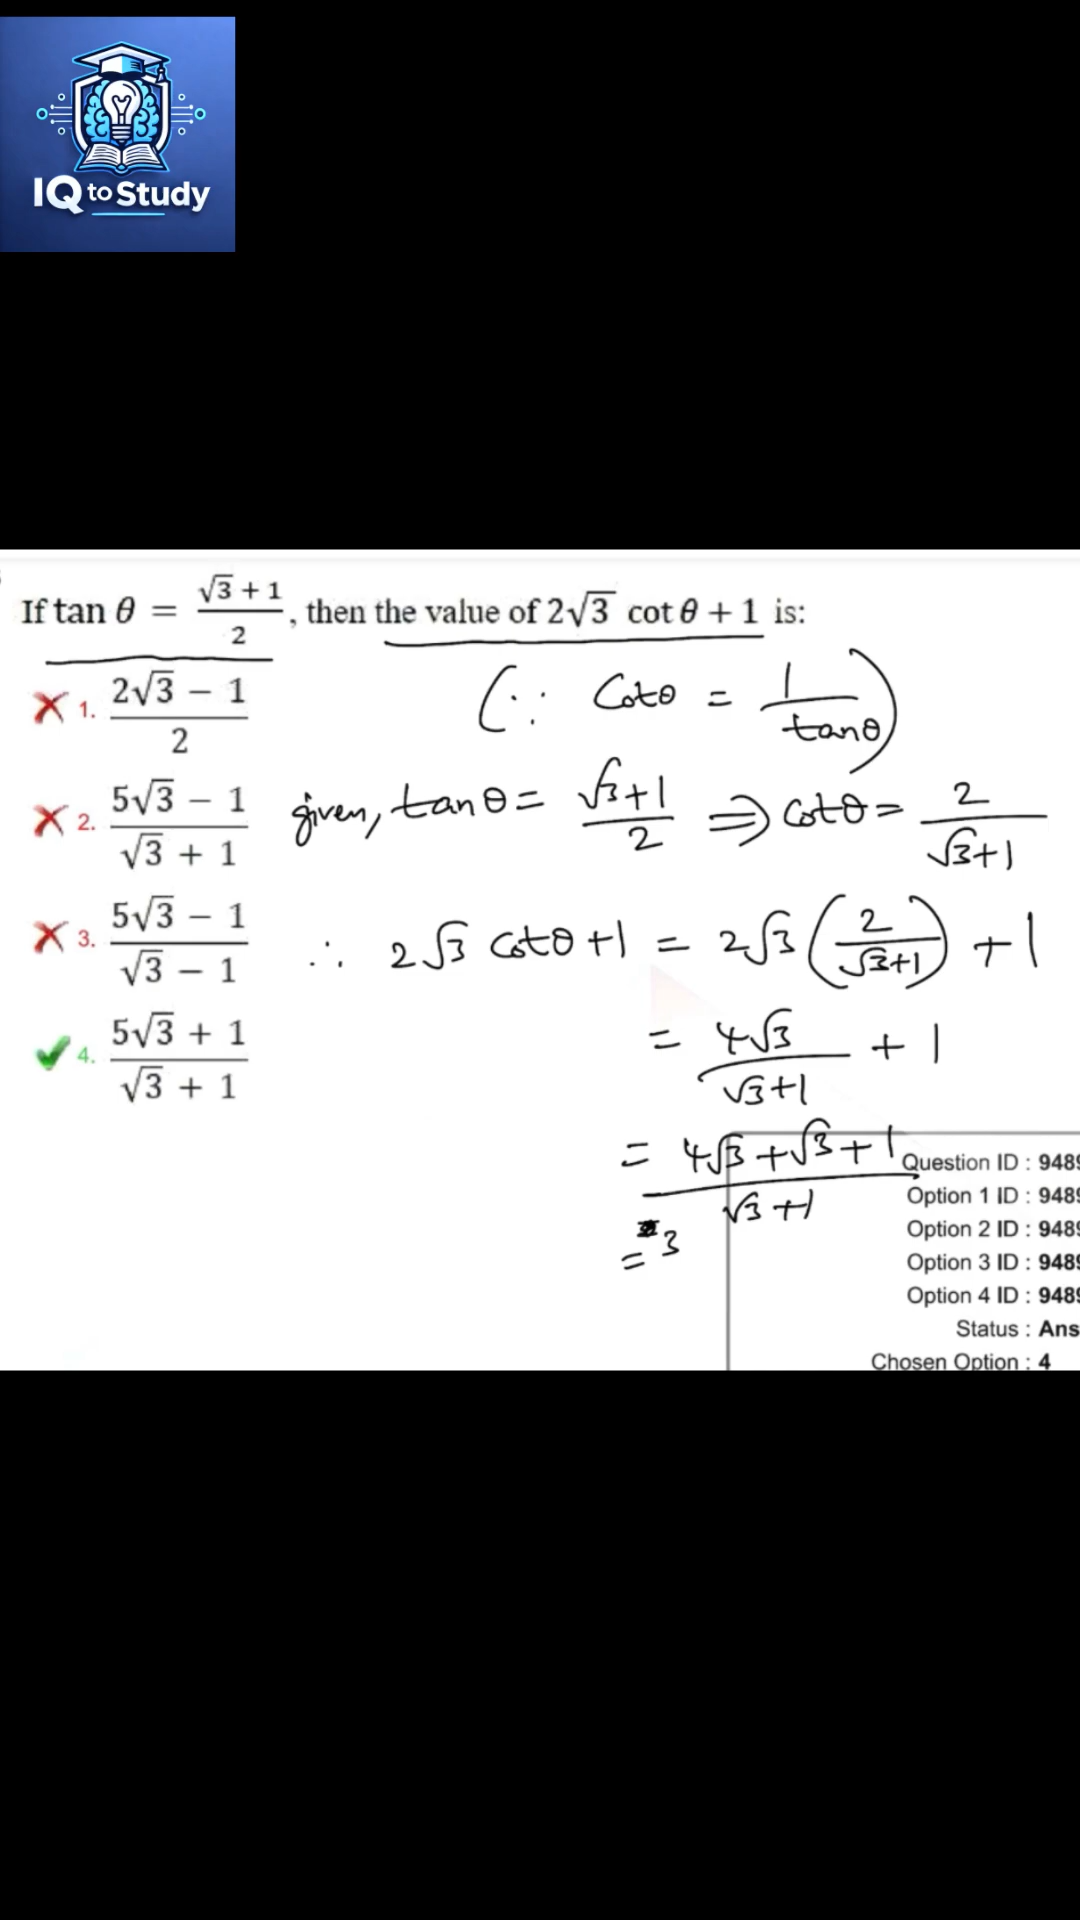 IQ to Study
If tan θ = (√3 + 1)/2, then the value of 2√3 cot θ + 1 is:
(∵ Cotθ = 1/tanθ)
1. (2√3 − 1)/2
2. (5√3 − 1)/(√3 + 1)
given, tanθ = (√3+1)/2 ⇒ cotθ = 2/(√3+1)
3. (5√3 − 1)/(√3 − 1)
∴ 2√3 cotθ+1 = 2√3 (2/(√3+1)) + 1
4. (5√3 + 1)/(√3 + 1)
= 4√3/(√3+1) + 1
= (4√3+√3+1)/(√3+1)
= 3
Question ID : 948
Option 1 ID : 948
Option 2 ID : 948
Option 3 ID : 948
Option 4 ID : 948
Status : Ans
Chosen Option : 4